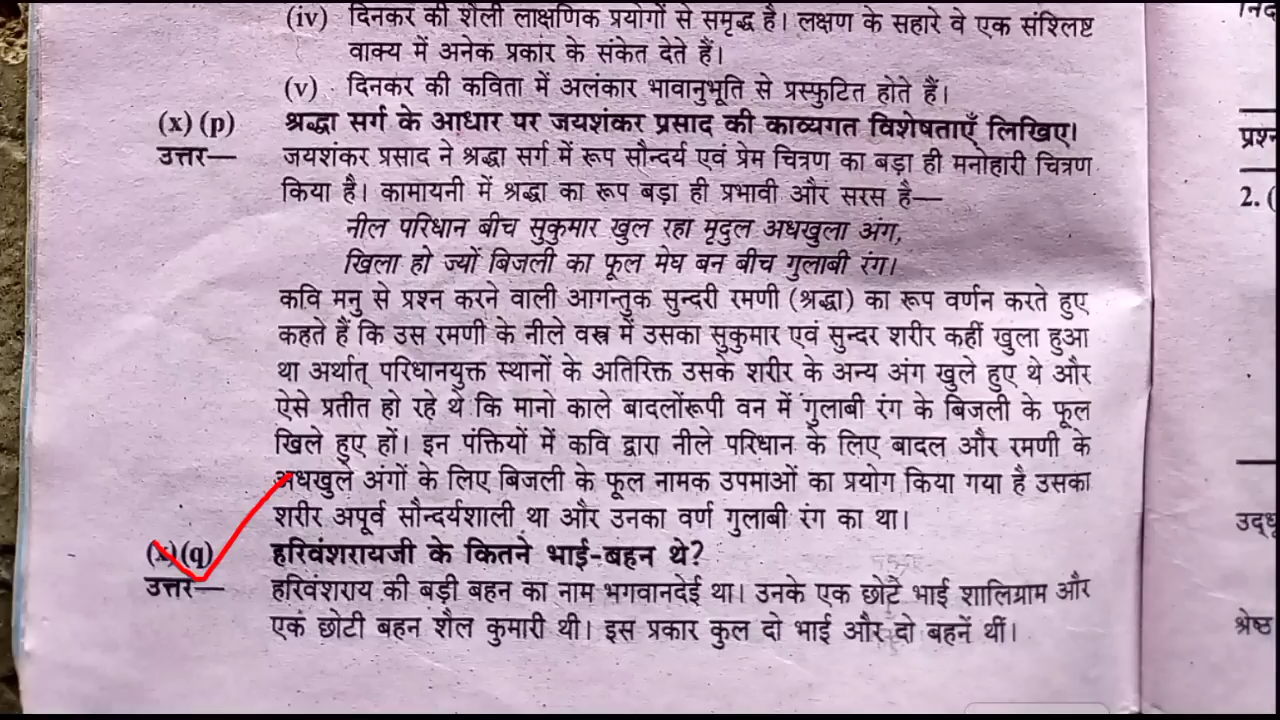 (iv) दिनकर की शैली लाक्षणिक प्रयोगों से समृद्ध है। लक्षण के सहारे वे एक संश्लिष्ट
वाक्य में अनेक प्रकार के संकेत देते हैं।
(v) दिनकर की कविता में अलंकार भावानुभूति से प्रस्फुटित होते हैं।
(x) (p) श्रद्धा सर्ग के आधार पर जयशंकर प्रसाद की काव्यगत विशेषताएँ लिखिए।
उत्तर— जयशंकर प्रसाद ने श्रद्धा सर्ग में रूप सौन्दर्य एवं प्रेम चित्रण का बड़ा ही मनोहारी चित्रण
किया है। कामायनी में श्रद्धा का रूप बड़ा ही प्रभावी और सरस है—
नील परिधान बीच सुकुमार खुल रहा मृदुल अधखुला अंग,
खिला हो ज्यों बिजली का फूल मेघ बन बीच गुलाबी रंग।
कवि मनु से प्रश्न करने वाली आगन्तुक सुन्दरी रमणी (श्रद्धा) का रूप वर्णन करते हुए
कहते हैं कि उस रमणी के नीले वस्त्र में उसका सुकुमार एवं सुन्दर शरीर कहीं खुला हुआ
था अर्थात् परिधानयुक्त स्थानों के अतिरिक्त उसके शरीर के अन्य अंग खुले हुए थे और
ऐसे प्रतीत हो रहे थे कि मानो काले बादलोंरूपी वन में गुलाबी रंग के बिजली के फूल
खिले हुए हों। इन पंक्तियों में कवि द्वारा नीले परिधान के लिए बादल और रमणी के
अधखुले अंगों के लिए बिजली के फूल नामक उपमाओं का प्रयोग किया गया है उसका
शरीर अपूर्व सौन्दर्यशाली था और उनका वर्ण गुलाबी रंग का था।
(x)(q) हरिवंशरायजी के कितने भाई-बहन थे?
उत्तर— हरिवंशराय की बड़ी बहन का नाम भगवानदेई था। उनके एक छोटे भाई शालिग्राम और
एक छोटी बहन शैल कुमारी थी। इस प्रकार कुल दो भाई और दो बहनें थीं।
प्रश्न
2. (
श्रेष्ठ